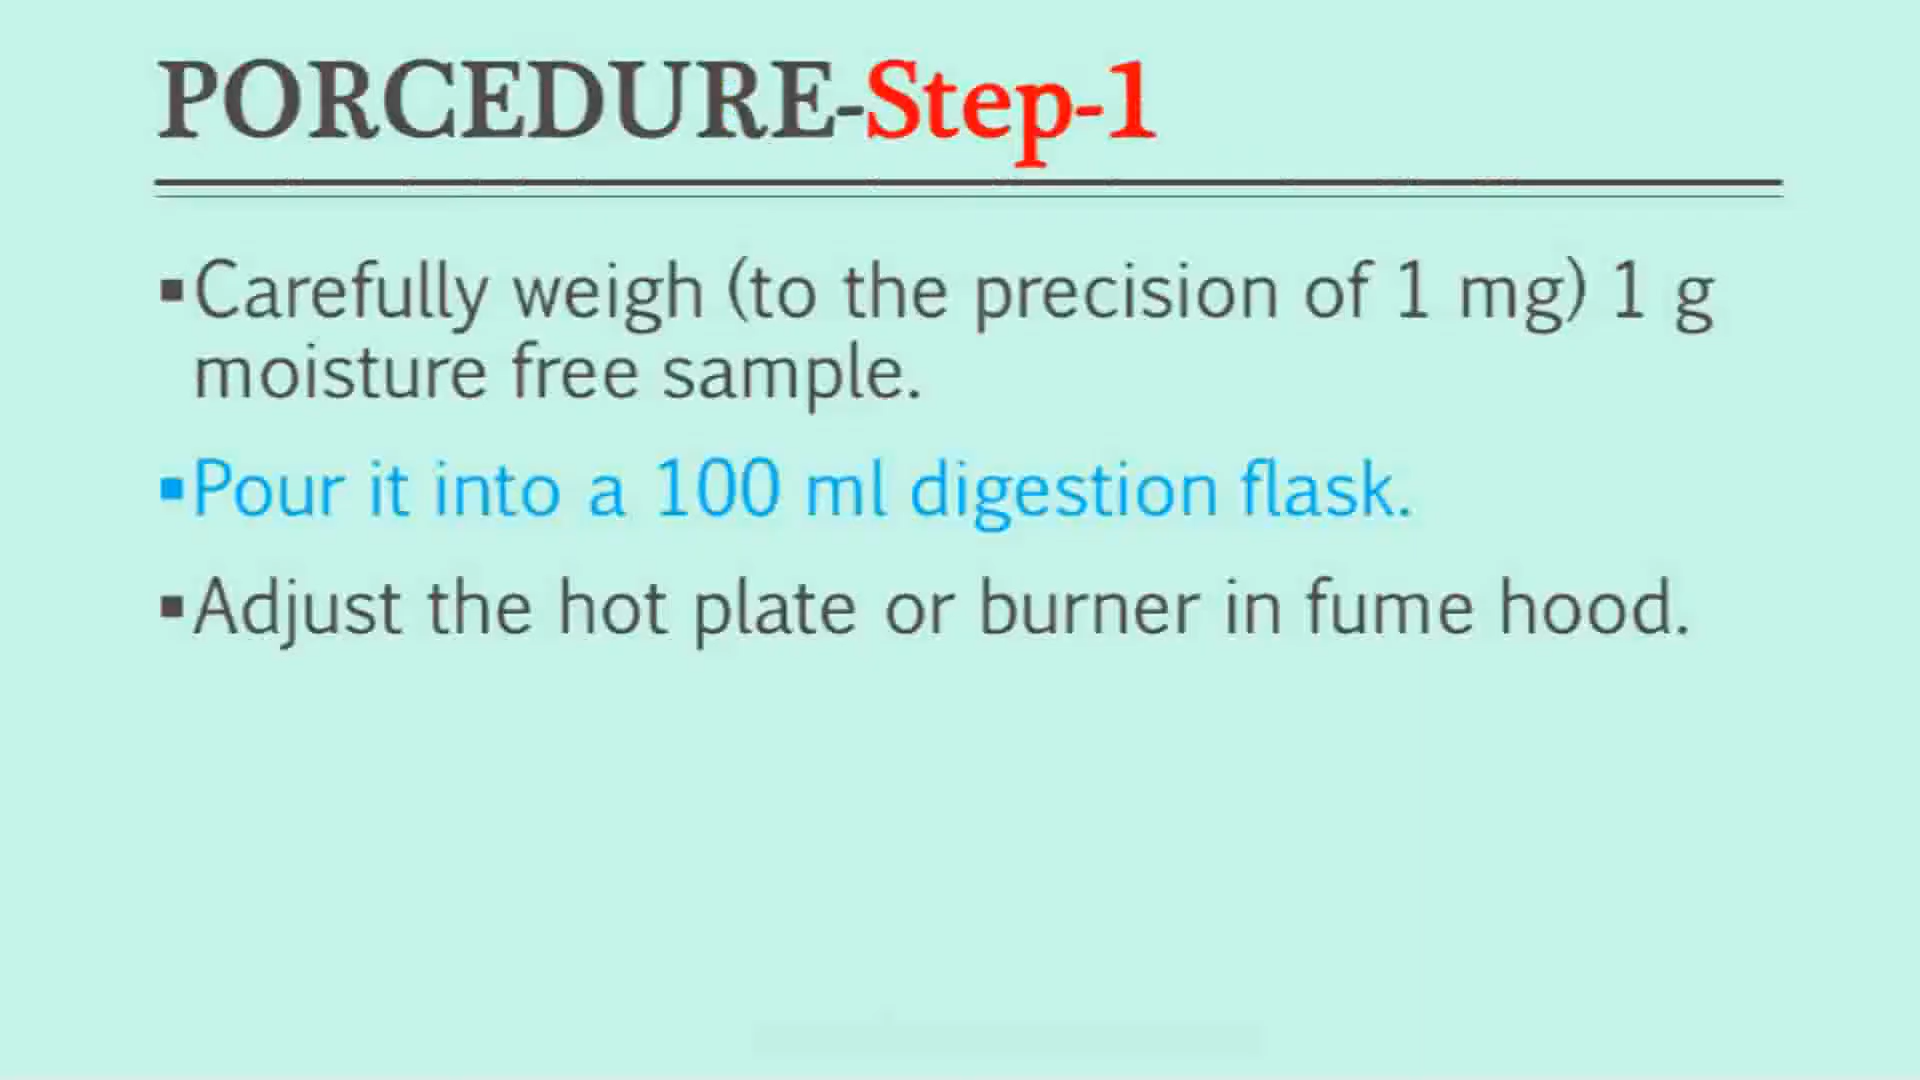 PORCEDURE-Step-1
▪Carefully weigh (to the precision of 1 mg) 1 g
moisture free sample.
▪Pour it into a 100 ml digestion flask.
▪Adjust the hot plate or burner in fume hood.